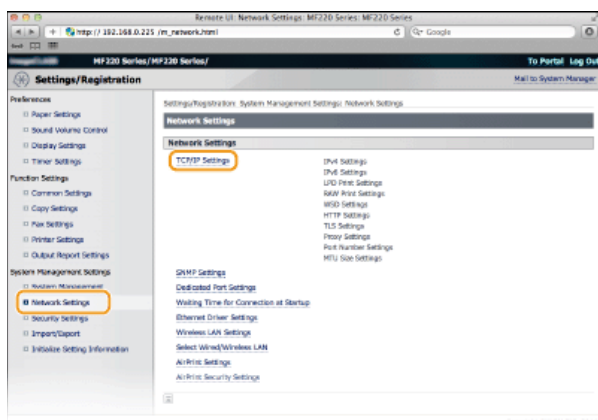 Remote UI: Network Settings: MF220 Series: MF220 Series
http://192.168.0.225/m_network.html
Google
MF220 Series/MF220 Series/
To Portal Log Out
Settings/Registration
Mail to System Manager
Preferences
Paper Settings
Sound Volume Control
Display Settings
Timer Settings
Function Settings
Common Settings
Copy Settings
Fax Settings
Printer Settings
Output Report Settings
System Management Settings
System Management
Network Settings
Security Settings
Import/Export
Initialize Setting Information
Settings/Registration: System Management Settings: Network Settings
Network Settings
Network Settings
TCP/IP Settings
IPv4 Settings
IPv6 Settings
LPD Print Settings
RAW Print Settings
WSD Settings
HTTP Settings
TLS Settings
Proxy Settings
Port Number Settings
MTU Size Settings
SNMP Settings
Dedicated Port Settings
Waiting Time for Connection at Startup
Ethernet Driver Settings
Wireless LAN Settings
Select Wired/Wireless LAN
AirPrint Settings
AirPrint Security Settings